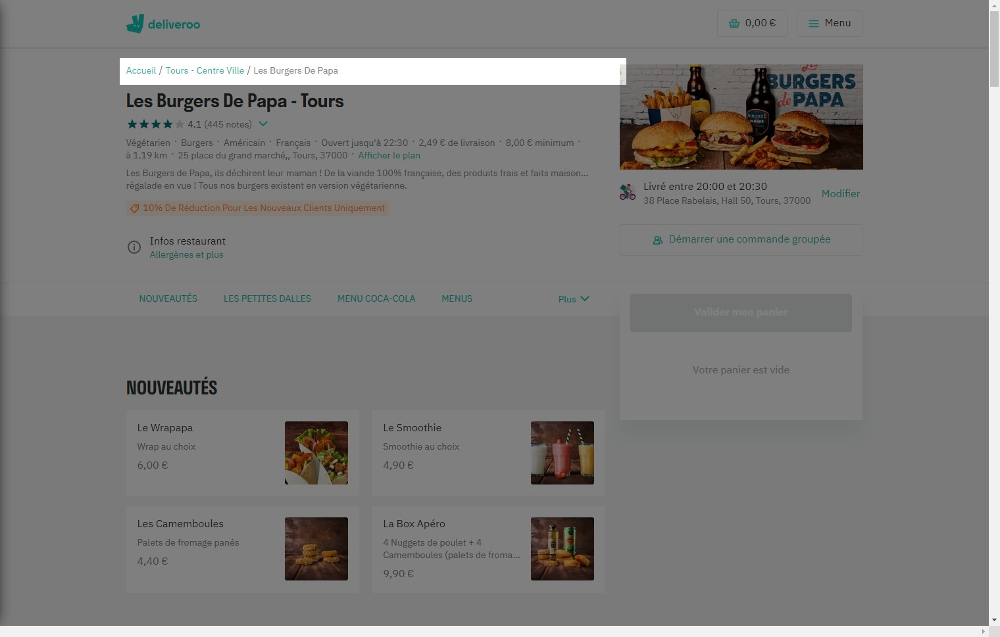 deliveroo
0,00 €
Menu
Accueil / Tours - Centre Ville / Les Burgers De Papa
Les Burgers De Papa - Tours
4.1 (445 notes)
Végétarien · Burgers · Américain · Français · Ouvert jusqu'à 22:30 · 2,49 € de livraison · 8,00 € minimum ·
à 1.19 km · 25 place du grand marché,, Tours, 37000 · Afficher le plan
Les Burgers de Papa, ils déchirent leur maman ! De la viande 100% française, des produits frais et faits maison...
régalade en vue ! Tous nos burgers existent en version végétarienne.
10% De Réduction Pour Les Nouveaux Clients Uniquement
Infos restaurant
Allergènes et plus
BURGERS
de PAPA
Livré entre 20:00 et 20:30
38 Place Rabelais, Hall 50, Tours, 37000
Modifier
Démarrer une commande groupée
NOUVEAUTÉS
LES PETITES DALLES
MENU COCA-COLA
MENUS
Plus
Valider mon panier
Votre panier est vide
NOUVEAUTÉS
Le Wrapapa
Wrap au choix
6,00 €
Le Smoothie
Smoothie au choix
4,90 €
Les Camemboules
Palets de fromage panés
4,40 €
La Box Apéro
4 Nuggets de poulet + 4
Camemboules (palets de froma...
9,90 €